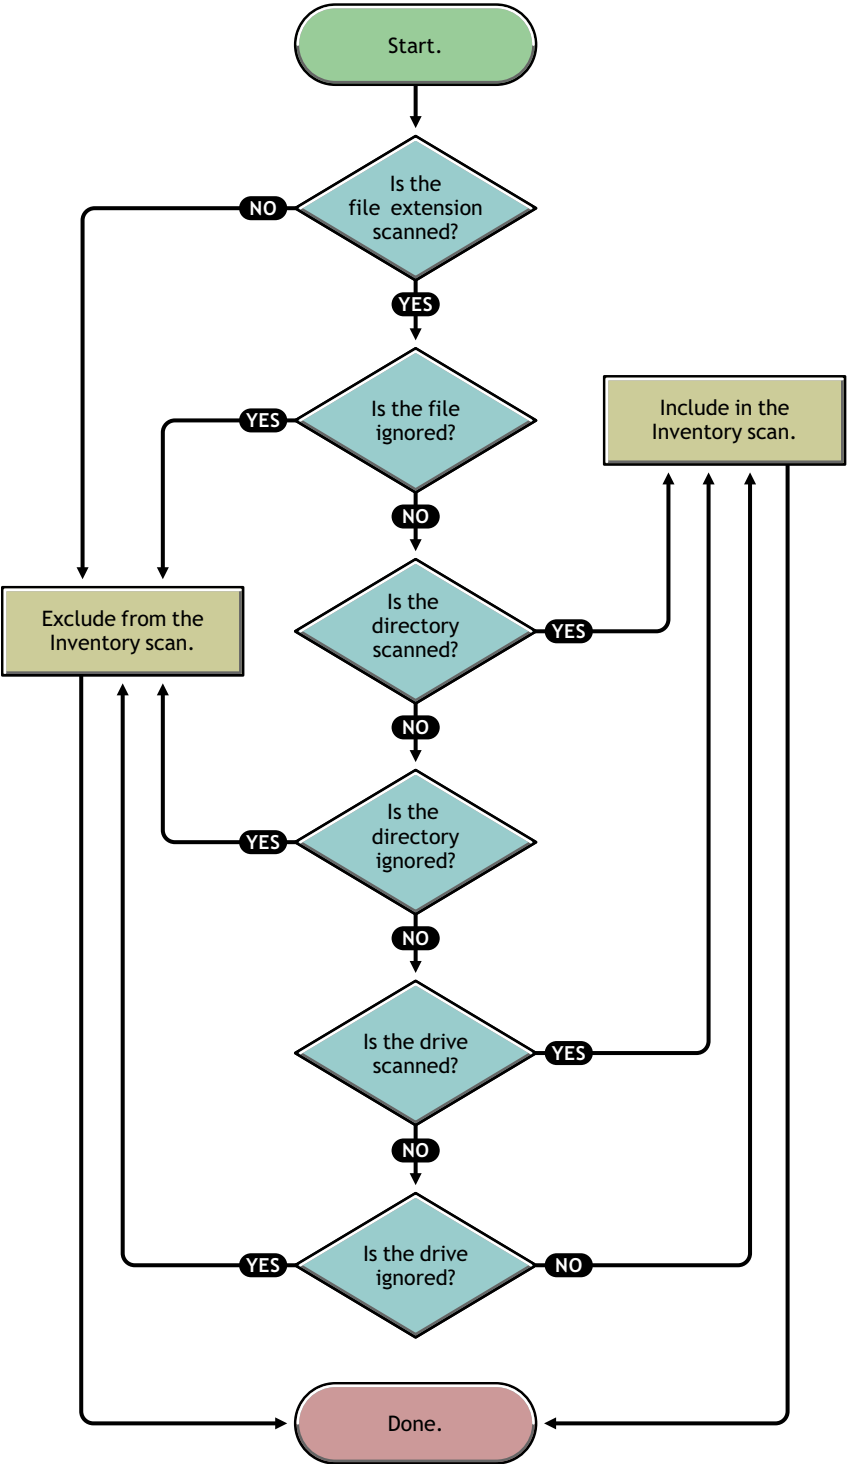 Start.
Is the
file extension
scanned?
NO
YES
Is the file
ignored?
YES
NO
Include in the
Inventory scan.
Exclude from the
Inventory scan.
Is the
directory
scanned?
YES
NO
Is the
directory
ignored?
YES
NO
Is the drive
scanned?
YES
NO
Is the drive
ignored?
YES
NO
Done.